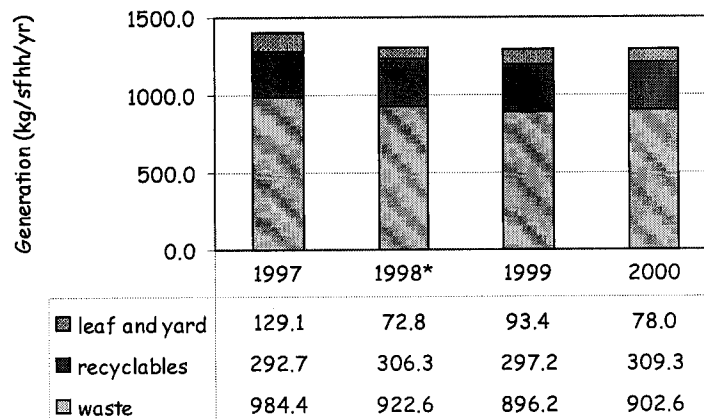 Generation (kg/sfhh/yr)
1500.0
1000.0
500.0
0.0
1997 1998* 1999 2000
leaf and yard 129.1 72.8 93.4 78.0
recyclables 292.7 306.3 297.2 309.3
waste 984.4 922.6 896.2 902.6